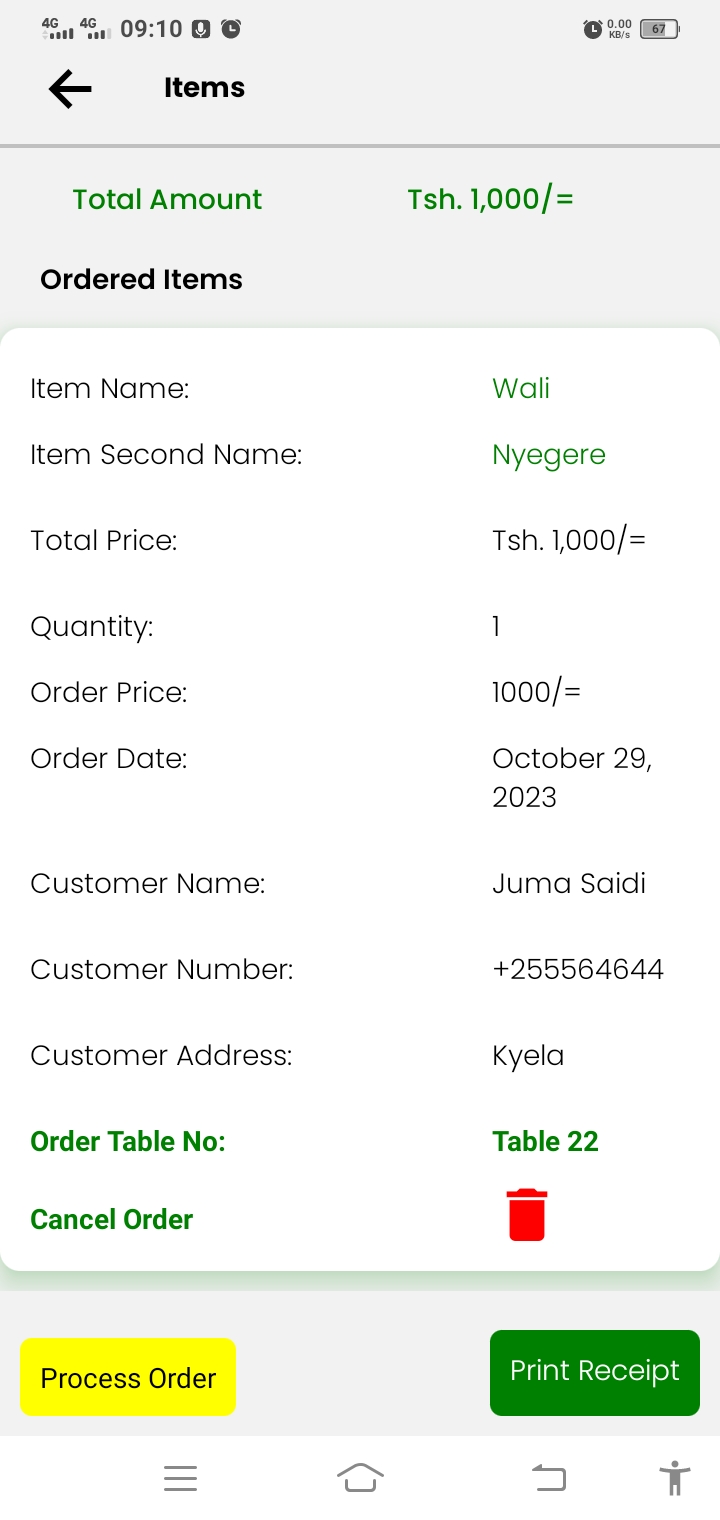 4G 4G 09:10 0.00 KB/s 67
Items
Total Amount Tsh. 1,000/=
Ordered Items
Item Name: Wali
Item Second Name: Nyegere
Total Price: Tsh. 1,000/=
Quantity: 1
Order Price: 1000/=
Order Date: October 29,
2023
Customer Name: Juma Saidi
Customer Number: +255564644
Customer Address: Kyela
Order Table No: Table 22
Cancel Order
Process Order Print Receipt